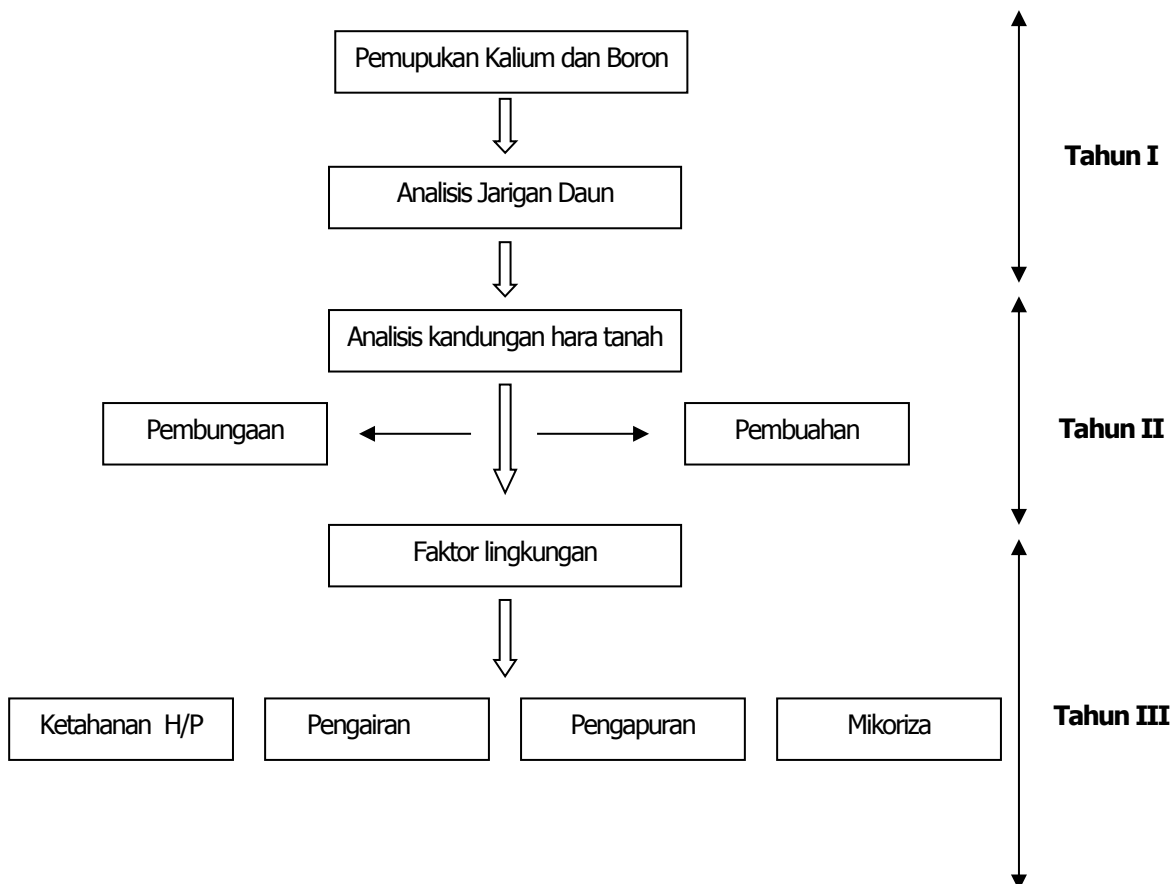 Pemupukan Kalium dan Boron
Tahun I
Analisis Jarigan Daun
Analisis kandungan hara tanah
Pembungaan
Pembuahan
Tahun II
Faktor lingkungan
Ketahanan H/P
Pengairan
Pengapuran
Mikoriza
Tahun III